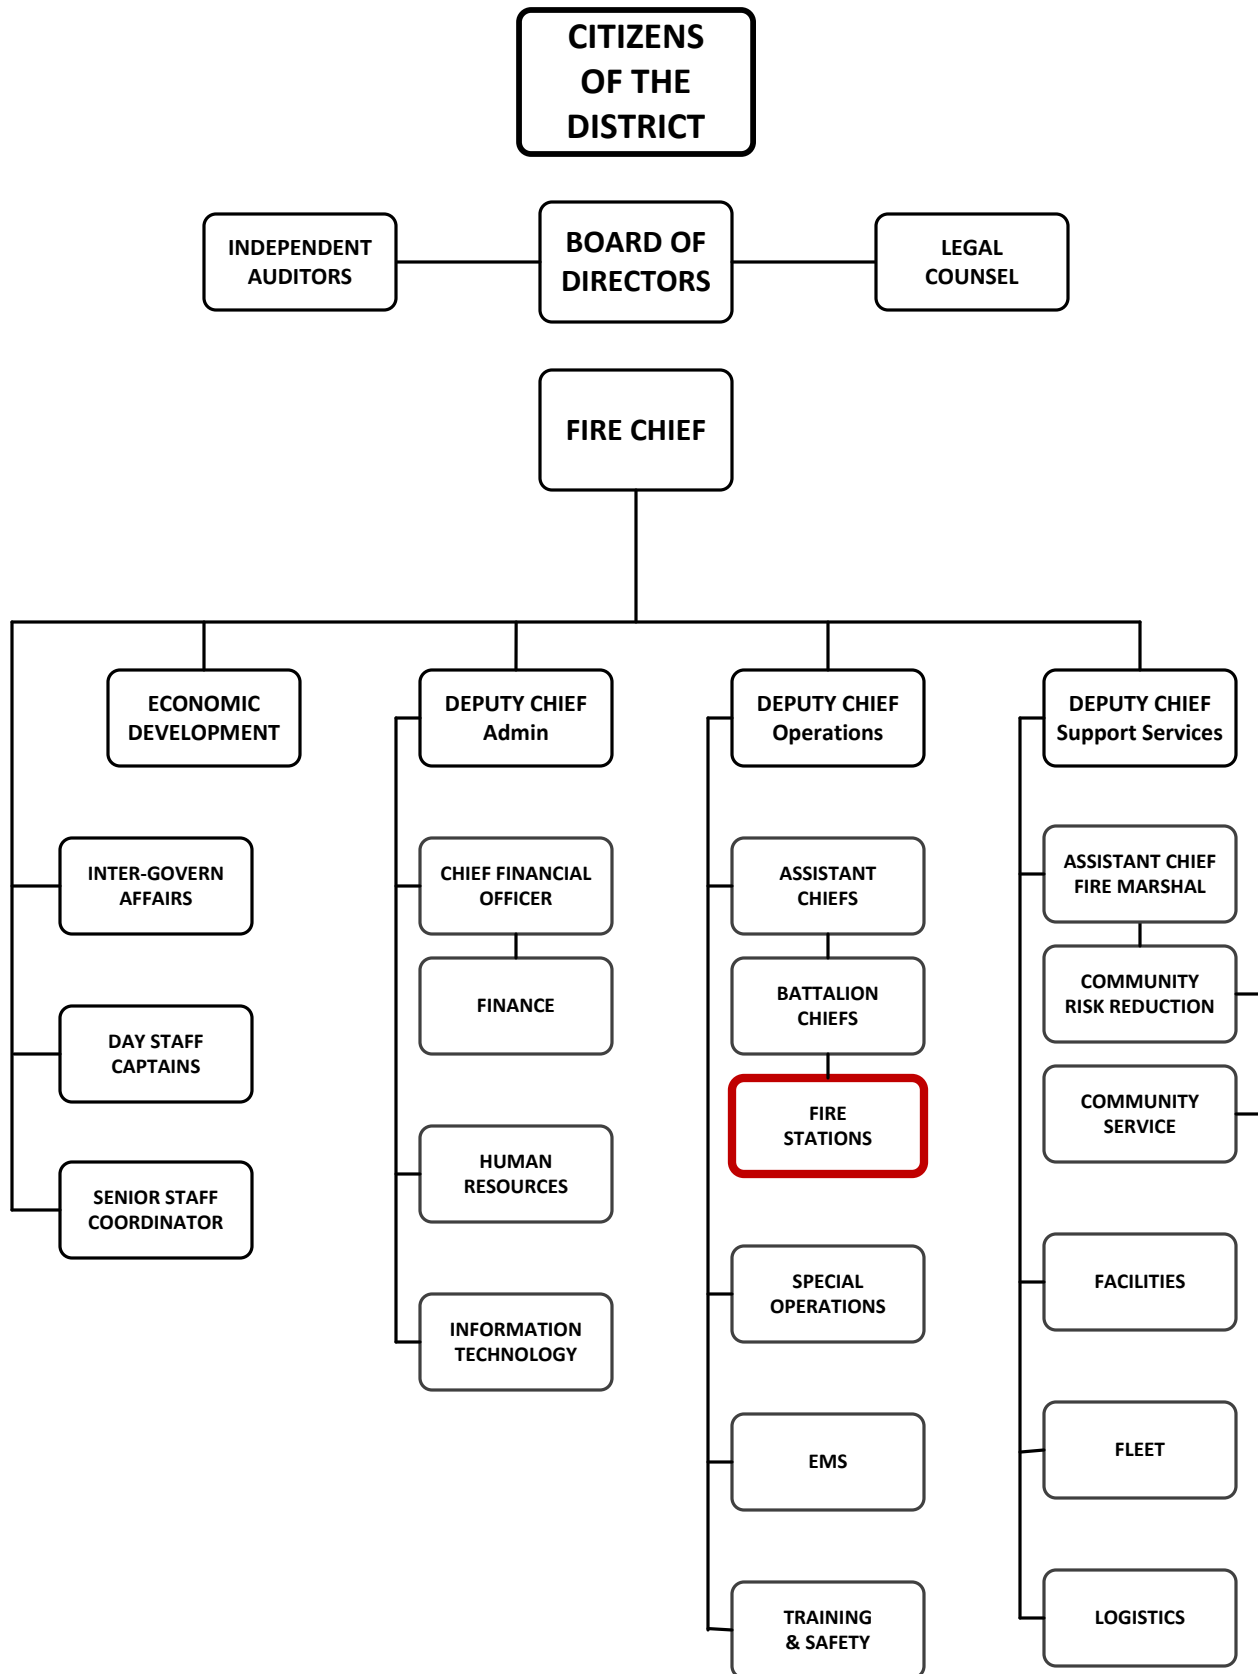 CITIZENS
OF THE
DISTRICT
INDEPENDENT
AUDITORS
BOARD OF
DIRECTORS
LEGAL
COUNSEL
FIRE CHIEF
ECONOMIC
DEVELOPMENT
DEPUTY CHIEF
Admin
DEPUTY CHIEF
Operations
DEPUTY CHIEF
Support Services
INTER-GOVERN
AFFAIRS
CHIEF FINANCIAL
OFFICER
ASSISTANT
CHIEFS
ASSISTANT CHIEF
FIRE MARSHAL
FINANCE
BATTALION
CHIEFS
COMMUNITY
RISK REDUCTION
DAY STAFF
CAPTAINS
FIRE
STATIONS
COMMUNITY
SERVICE
SENIOR STAFF
COORDINATOR
HUMAN
RESOURCES
SPECIAL
OPERATIONS
FACILITIES
INFORMATION
TECHNOLOGY
EMS
FLEET
TRAINING
& SAFETY
LOGISTICS